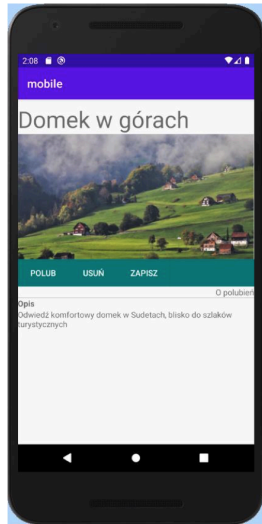 2:08
mobile
Domek w górach
POLUB USUŃ ZAPISZ
0 polubień
Opis
Odwiedź komfortowy domek w Sudetach, blisko do szlaków
turystycznych